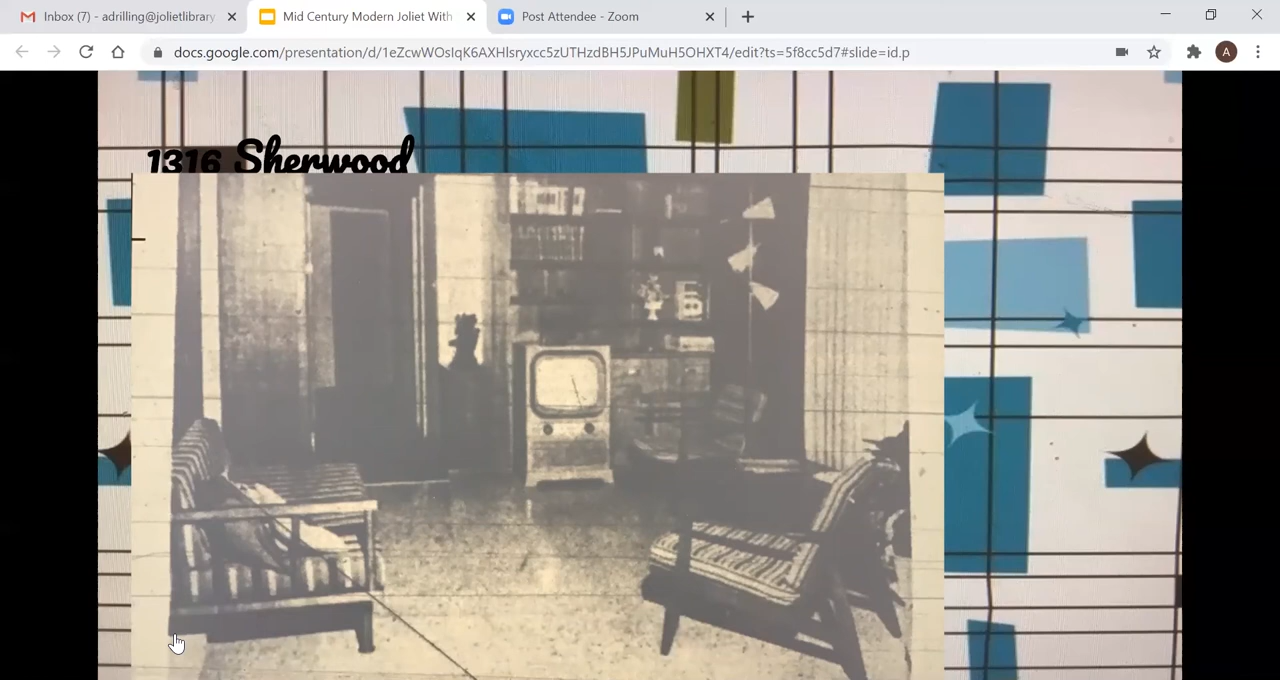 Inbox (7) - adrilling@jolietlibrary
Mid Century Modern Joliet With
Post Attendee - Zoom
docs.google.com/presentation/d/1eZcwWOsIqK6AXHIsryxcc5zUTHzdBH5JPuMuH5OHXT4/edit?ts=5f8cc5d7#slide=id.p
A
1316 Sherwood